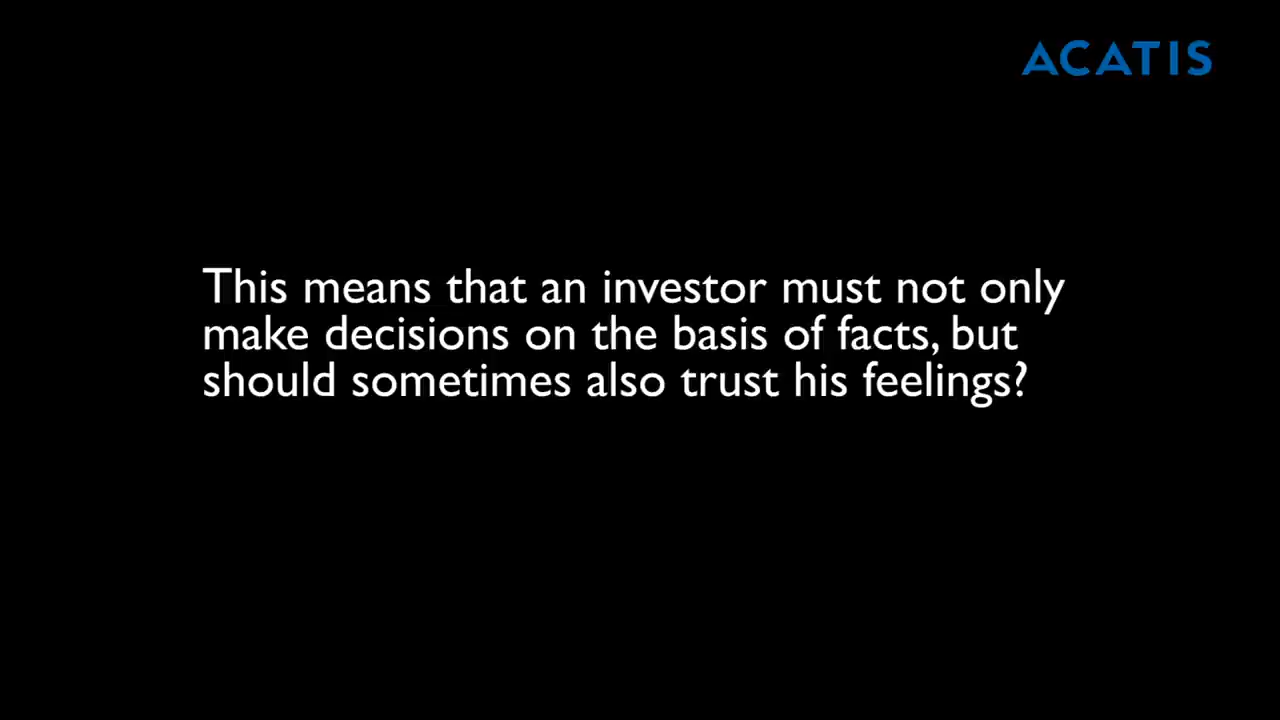 ACATIS
This means that an investor must not only
make decisions on the basis of facts, but
should sometimes also trust his feelings?